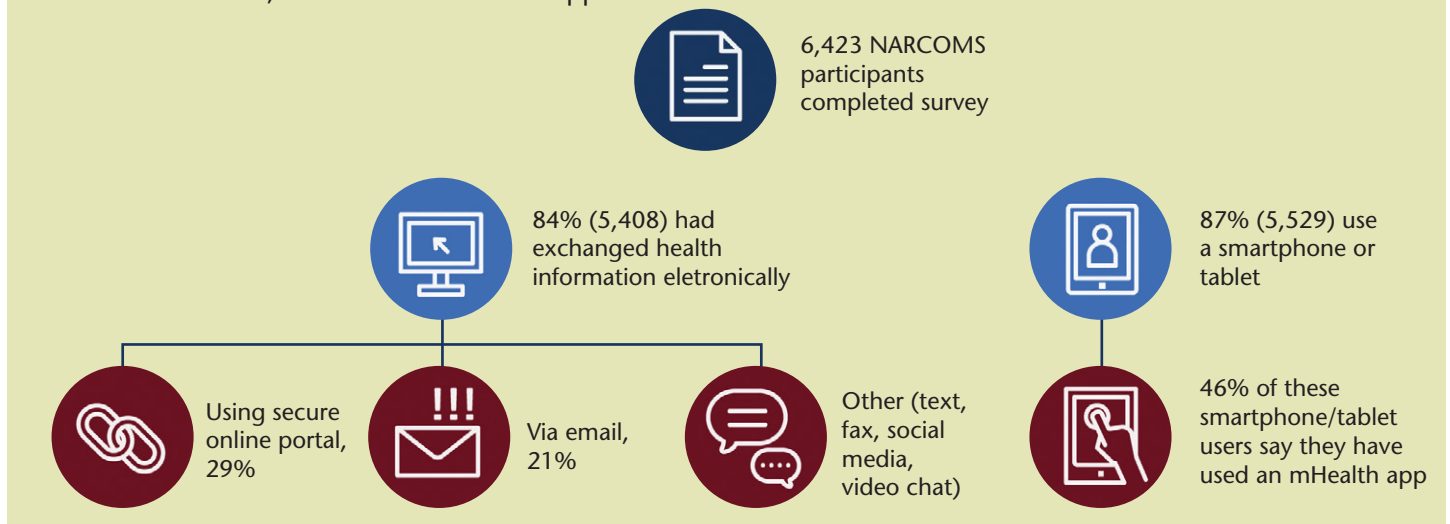 6,423 NARCOMS
participants
completed survey
84% (5,408) had
exchanged health
information eletronically
87% (5,529) use
a smartphone or
tablet
Using secure
online portal,
29%
Via email,
21%
Other (text,
fax, social
media,
video chat)
46% of these
smartphone/tablet
users say they have
used an mHealth app